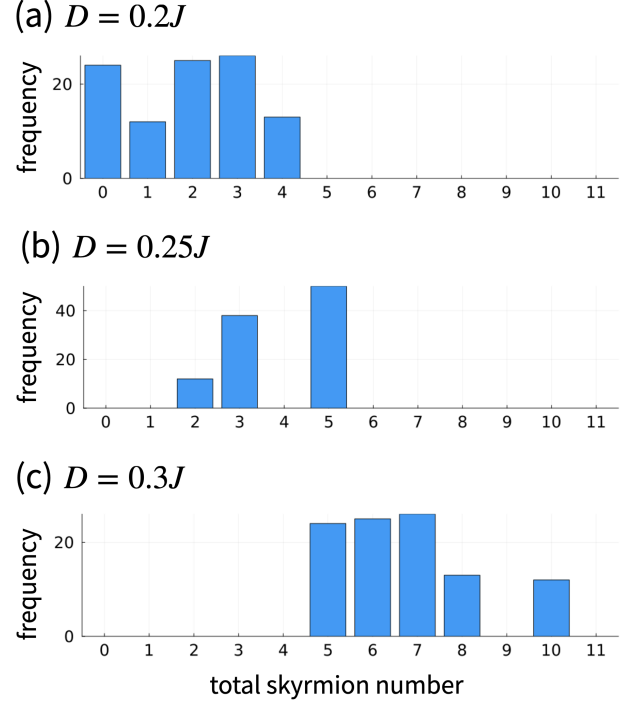 (a) D = 0.2J
frequency
20
0
0 1 2 3 4 5 6 7 8 9 10 11
(b) D = 0.25J
frequency
40
20
0
0 1 2 3 4 5 6 7 8 9 10 11
(c) D = 0.3J
frequency
20
0
0 1 2 3 4 5 6 7 8 9 10 11
total skyrmion number